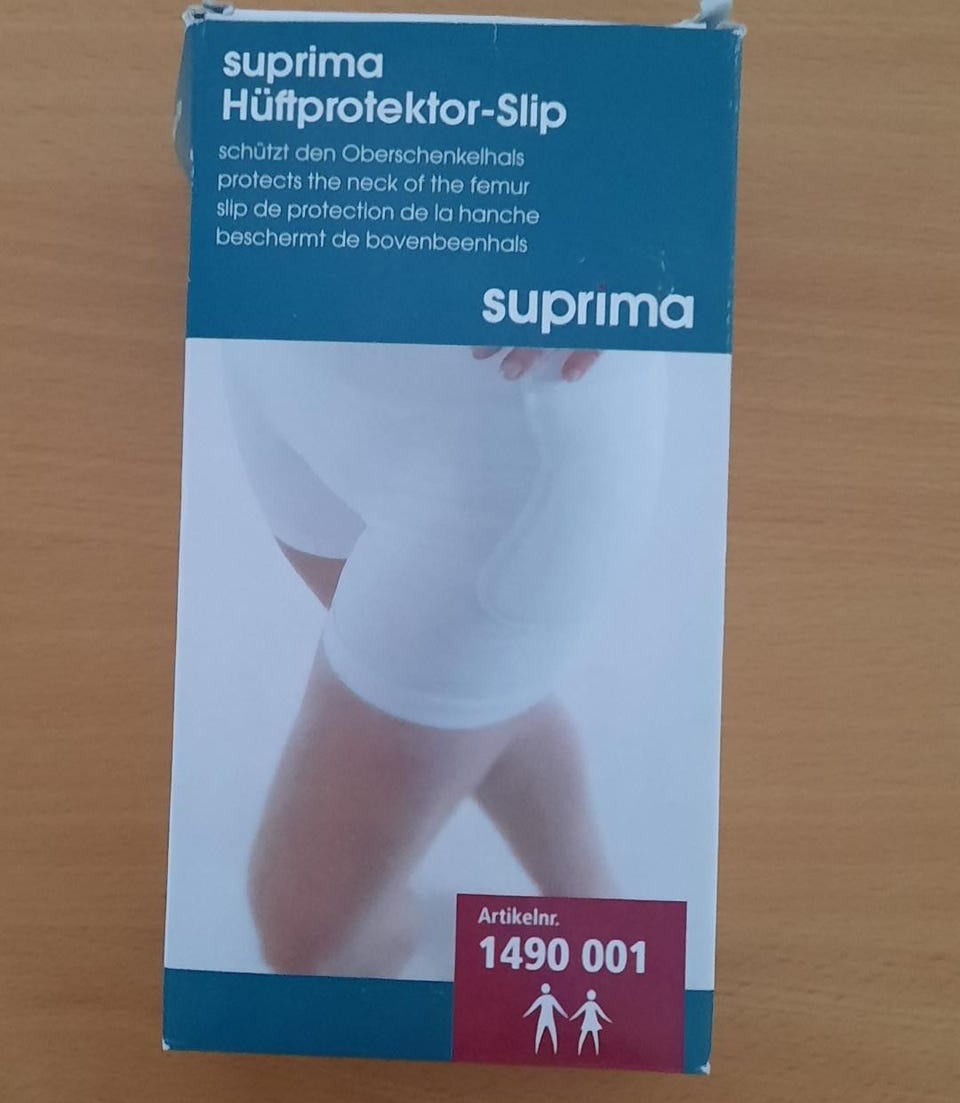 suprima
Hüftprotektor-Slip
schützt den Oberschenkelhals
protects the neck of the femur
slip de protection de la hanche
beschermt de bovenbeenhals
suprima
Artikelnr.
1490 001